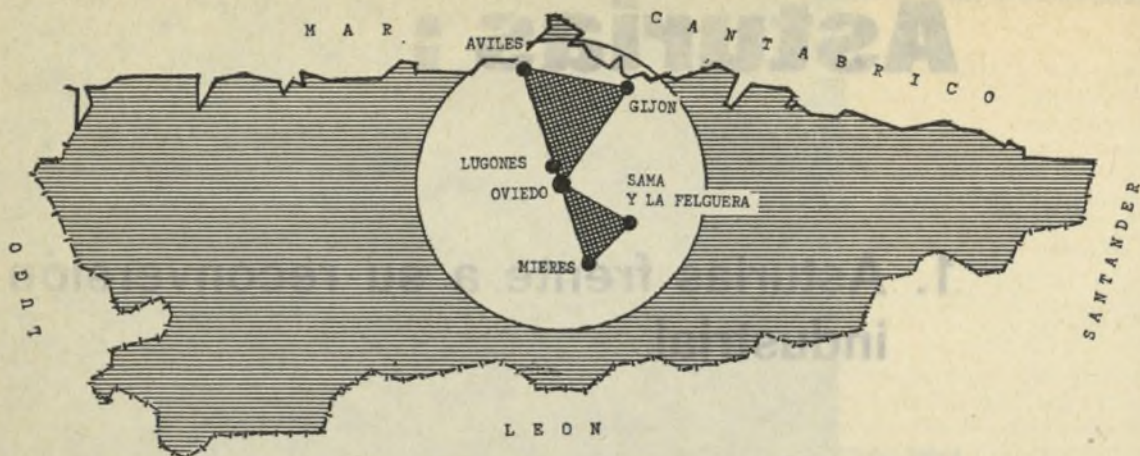 MAR CANTABRICO
AVILES
GIJON
LUGONES
OVIEDO
SAMA
Y LA FELGUERA
MIERES
LUGO
SANTANDER
LEON
Asturias:
1. Asturias frente a su reconversión
industrial